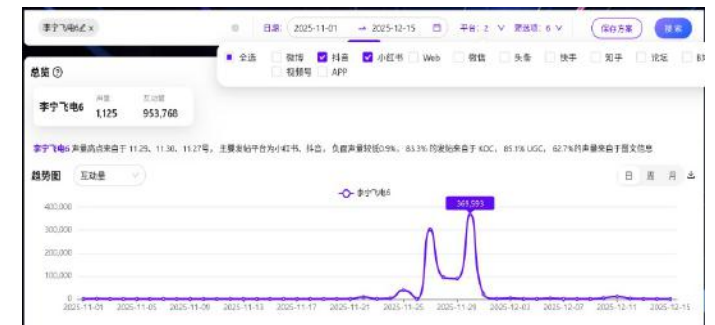 李宁飞电6 × 日期: 2025-11-01 → 2025-12-15 平台: 2 ∨ 更多选项: 6 ∨ 保存方案 搜索
全选 微博 抖音 小红书 Web 微信 头条 快手 知乎 论坛
视频号 APP
总览
声量 互动量
李宁飞电6 1,125 953,768
李宁飞电6 声量高点来自于 11.29、11.30、11.27号, 主要发帖平台为小红书、抖音, 负面声量较低0.9%, 83.3% 的发帖来自于 KOC, 85.1% UGC, 62.7%的声量来自于图文信息
趋势图 互动量 日 周 月
李宁飞电6
369,593
400,000
300,000
200,000
100,000
0
2025-11-01 2025-11-05 2025-11-09 2025-11-13 2025-11-17 2025-11-21 2025-11-25 2025-11-29 2025-12-03 2025-12-07 2025-12-11 2025-12-15